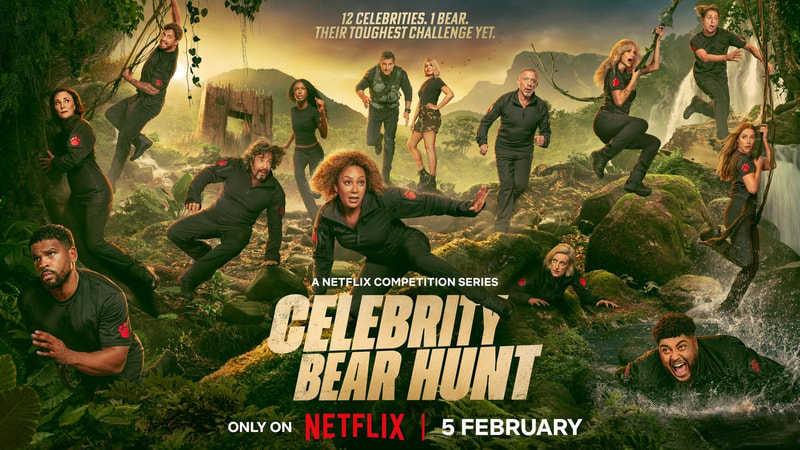 12 CELEBRITIES. 1 BEAR.
THEIR TOUGHEST CHALLENGE YET.
A NETFLIX COMPETITION SERIES
CELEBRITY
BEAR HUNT
ONLY ON NETFLIX | 5 FEBRUARY